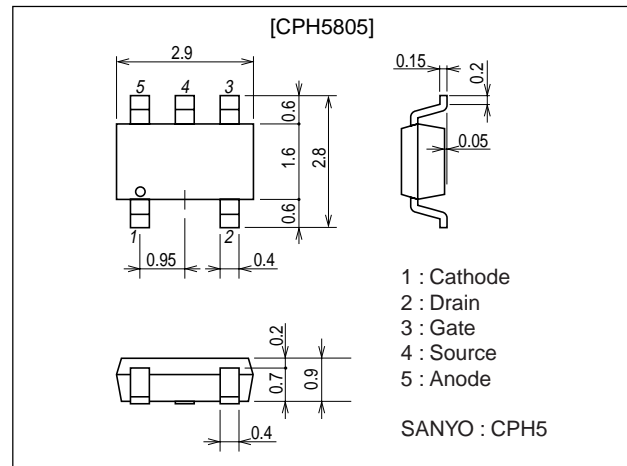 [CPH5805]
2.9
5
4
3
0.6
1.6
2.8
0.6
1
2
0.95
0.4
0.15
0.2
0.05
0.2
0.7
0.9
0.4
1 : Cathode
2 : Drain
3 : Gate
4 : Source
5 : Anode
SANYO : CPH5